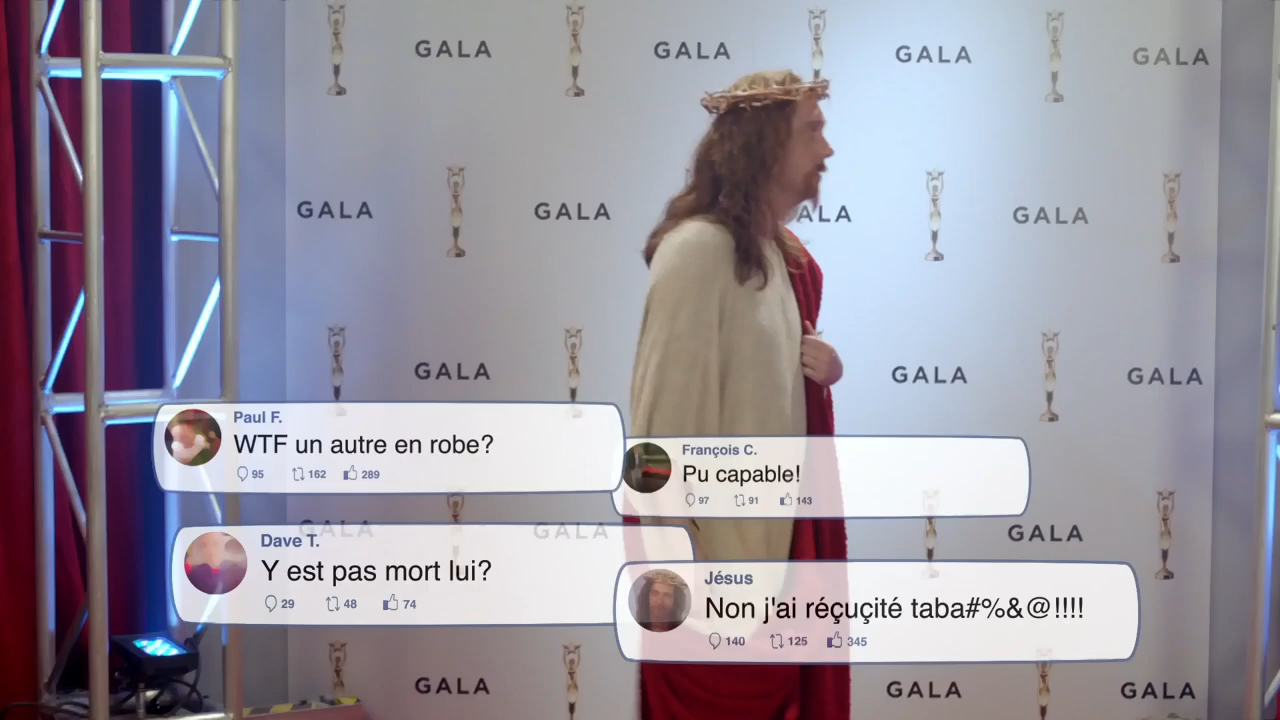 GALA GALA GALA GALA
GALA GALA ALA GALA
GALA GALA GALA
Paul F.
WTF un autre en robe?
95 162 289
François C.
Pu capable!
97 91 143
GALA GALA GALA
Dave T.
Y est pas mort lui?
29 48 74
Jésus
Non j'ai réçuçité taba#%&@!!!!
140 125 345
GALA GALA GALA